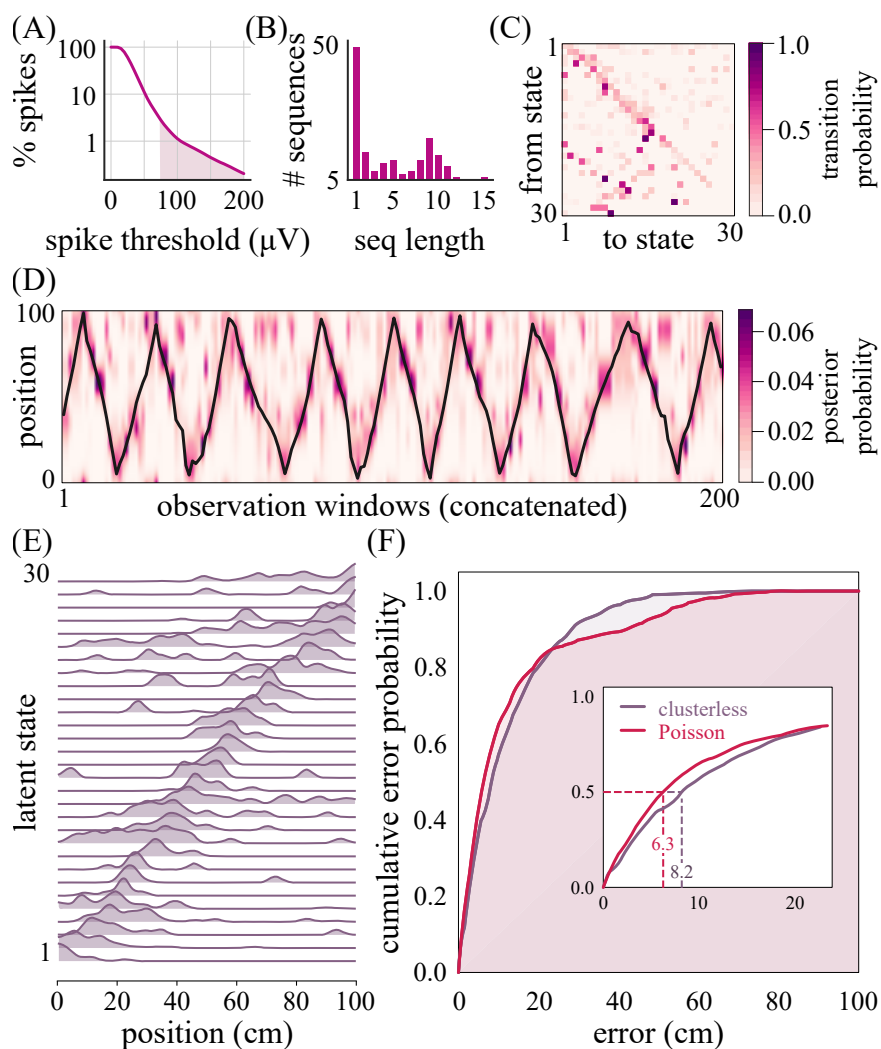 (A)
100
10
1
% spikes
0
100
200
spike threshold (μV)
(B)
50
5
# sequences
1
5
10
15
seq length
(C)
1
30
from state
1
30
to state
1.0
0.5
0.0
transition
probability
(D)
100
0
position
1
200
observation windows (concatenated)
0.06
0.04
0.02
0.00
posterior
probability
(E)
30
1
latent state
0
20
40
60
80
100
position (cm)
(F)
1.0
0.8
0.6
0.4
0.2
0.0
cumulative error probability
0
20
40
60
80
100
error (cm)
1.0
0.5
0.0
clusterless
Poisson
6.3
8.2
0
10
20